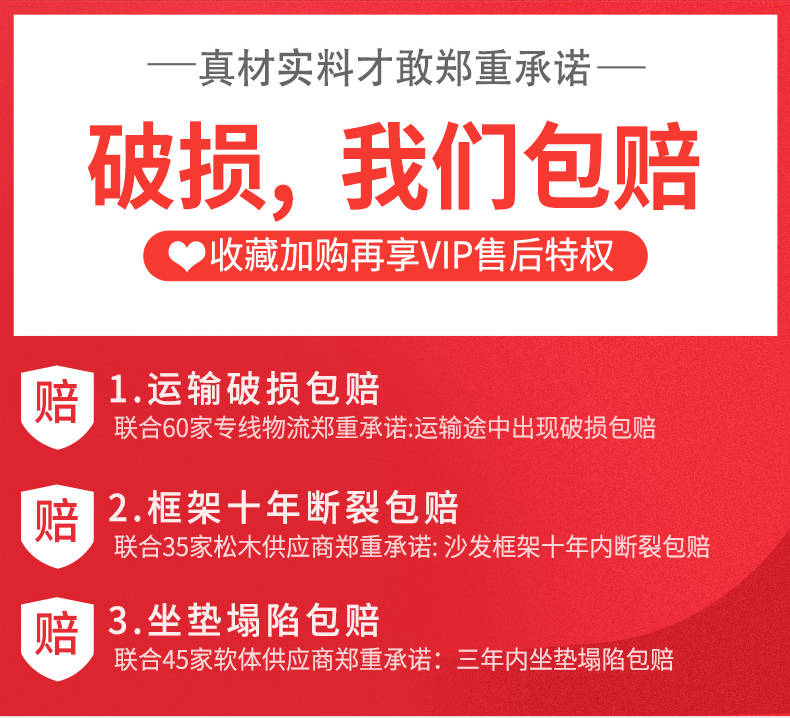 真材实料才敢郑重承诺
破损，我们包赔
收藏加购再享VIP售后特权
赔
1.运输破损包赔
联合60家专线物流郑重承诺:运输途中出现破损包赔
赔
2.框架十年断裂包赔
联合35家松木供应商郑重承诺: 沙发框架十年内断裂包赔
赔
3.坐垫塌陷包赔
联合45家软体供应商郑重承诺：三年内坐垫塌陷包赔